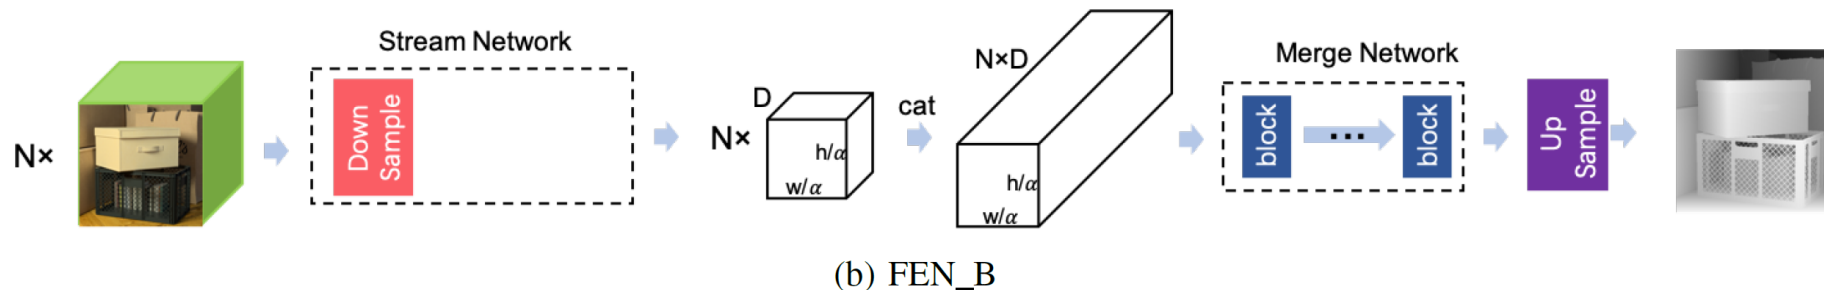 Stream Network
N×
Down
Sample
N×
D
h/α
w/α
cat
N×D
h/α
w/α
Merge Network
block
...
block
Up
Sample
(b) FEN_B